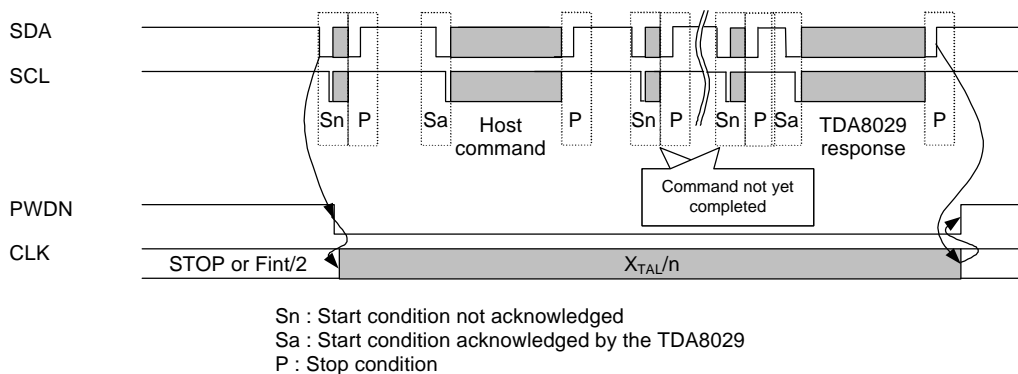 SDA
SCL
Sn P Sa Host command P Sn P Sn P Sa TDA8029 response P
Command not yet
completed
PWDN
CLK
STOP or Fint/2 XTAL/n
Sn : Start condition not acknowledged
Sa : Start condition acknowledged by the TDA8029
P : Stop condition